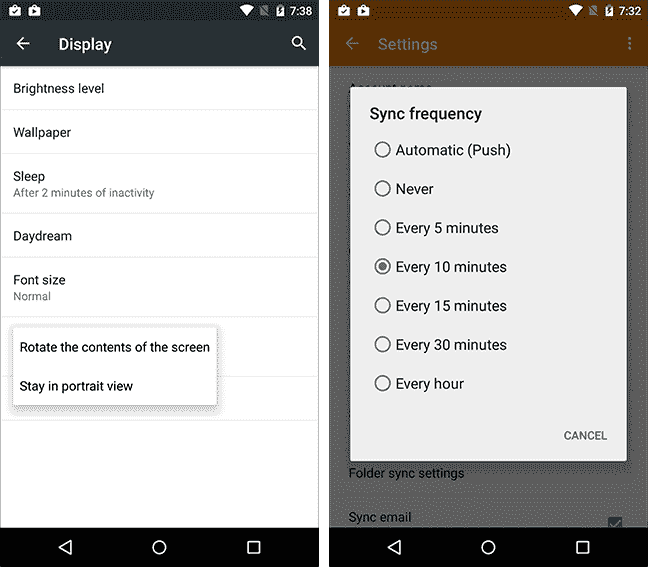 7:38
Display
Brightness level
Wallpaper
Sleep
After 2 minutes of inactivity
Daydream
Font size
Normal
Rotate the contents of the screen
Stay in portrait view
7:32
Settings
Account name
Sync frequency
Automatic (Push)
Never
Every 5 minutes
Every 10 minutes
Every 15 minutes
Every 30 minutes
Every hour
CANCEL
Folder sync settings
Sync email